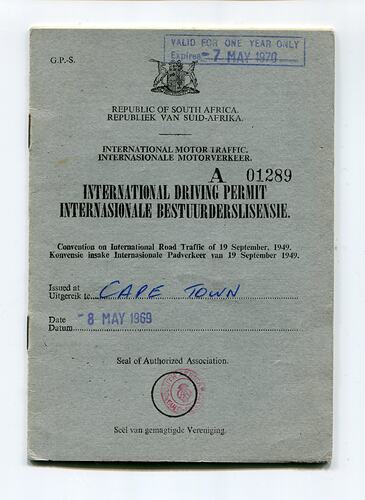 VALID FOR ONE YEAR ONLY
Expires -7 MAY 1970
G.P.-S.
REPUBLIC OF SOUTH AFRICA.
REPUBLIEK VAN SUID-AFRIKA.
INTERNATIONAL MOTOR TRAFFIC.
INTERNASIONALE MOTORVERKEER.
A 01289
INTERNATIONAL DRIVING PERMIT
INTERNASIONALE BESTUURDERSLISENSIE.
Convention on International Road Traffic of 19 September, 1949.
Konvensie insake Internasionale Padverkeer van 19 September 1949.
Issued at
Uitgereik te CAPE TOWN
Date
Datum -8 MAY 1969
Seal of Authorized Association.
Seël van gemagtigde Vereniging.